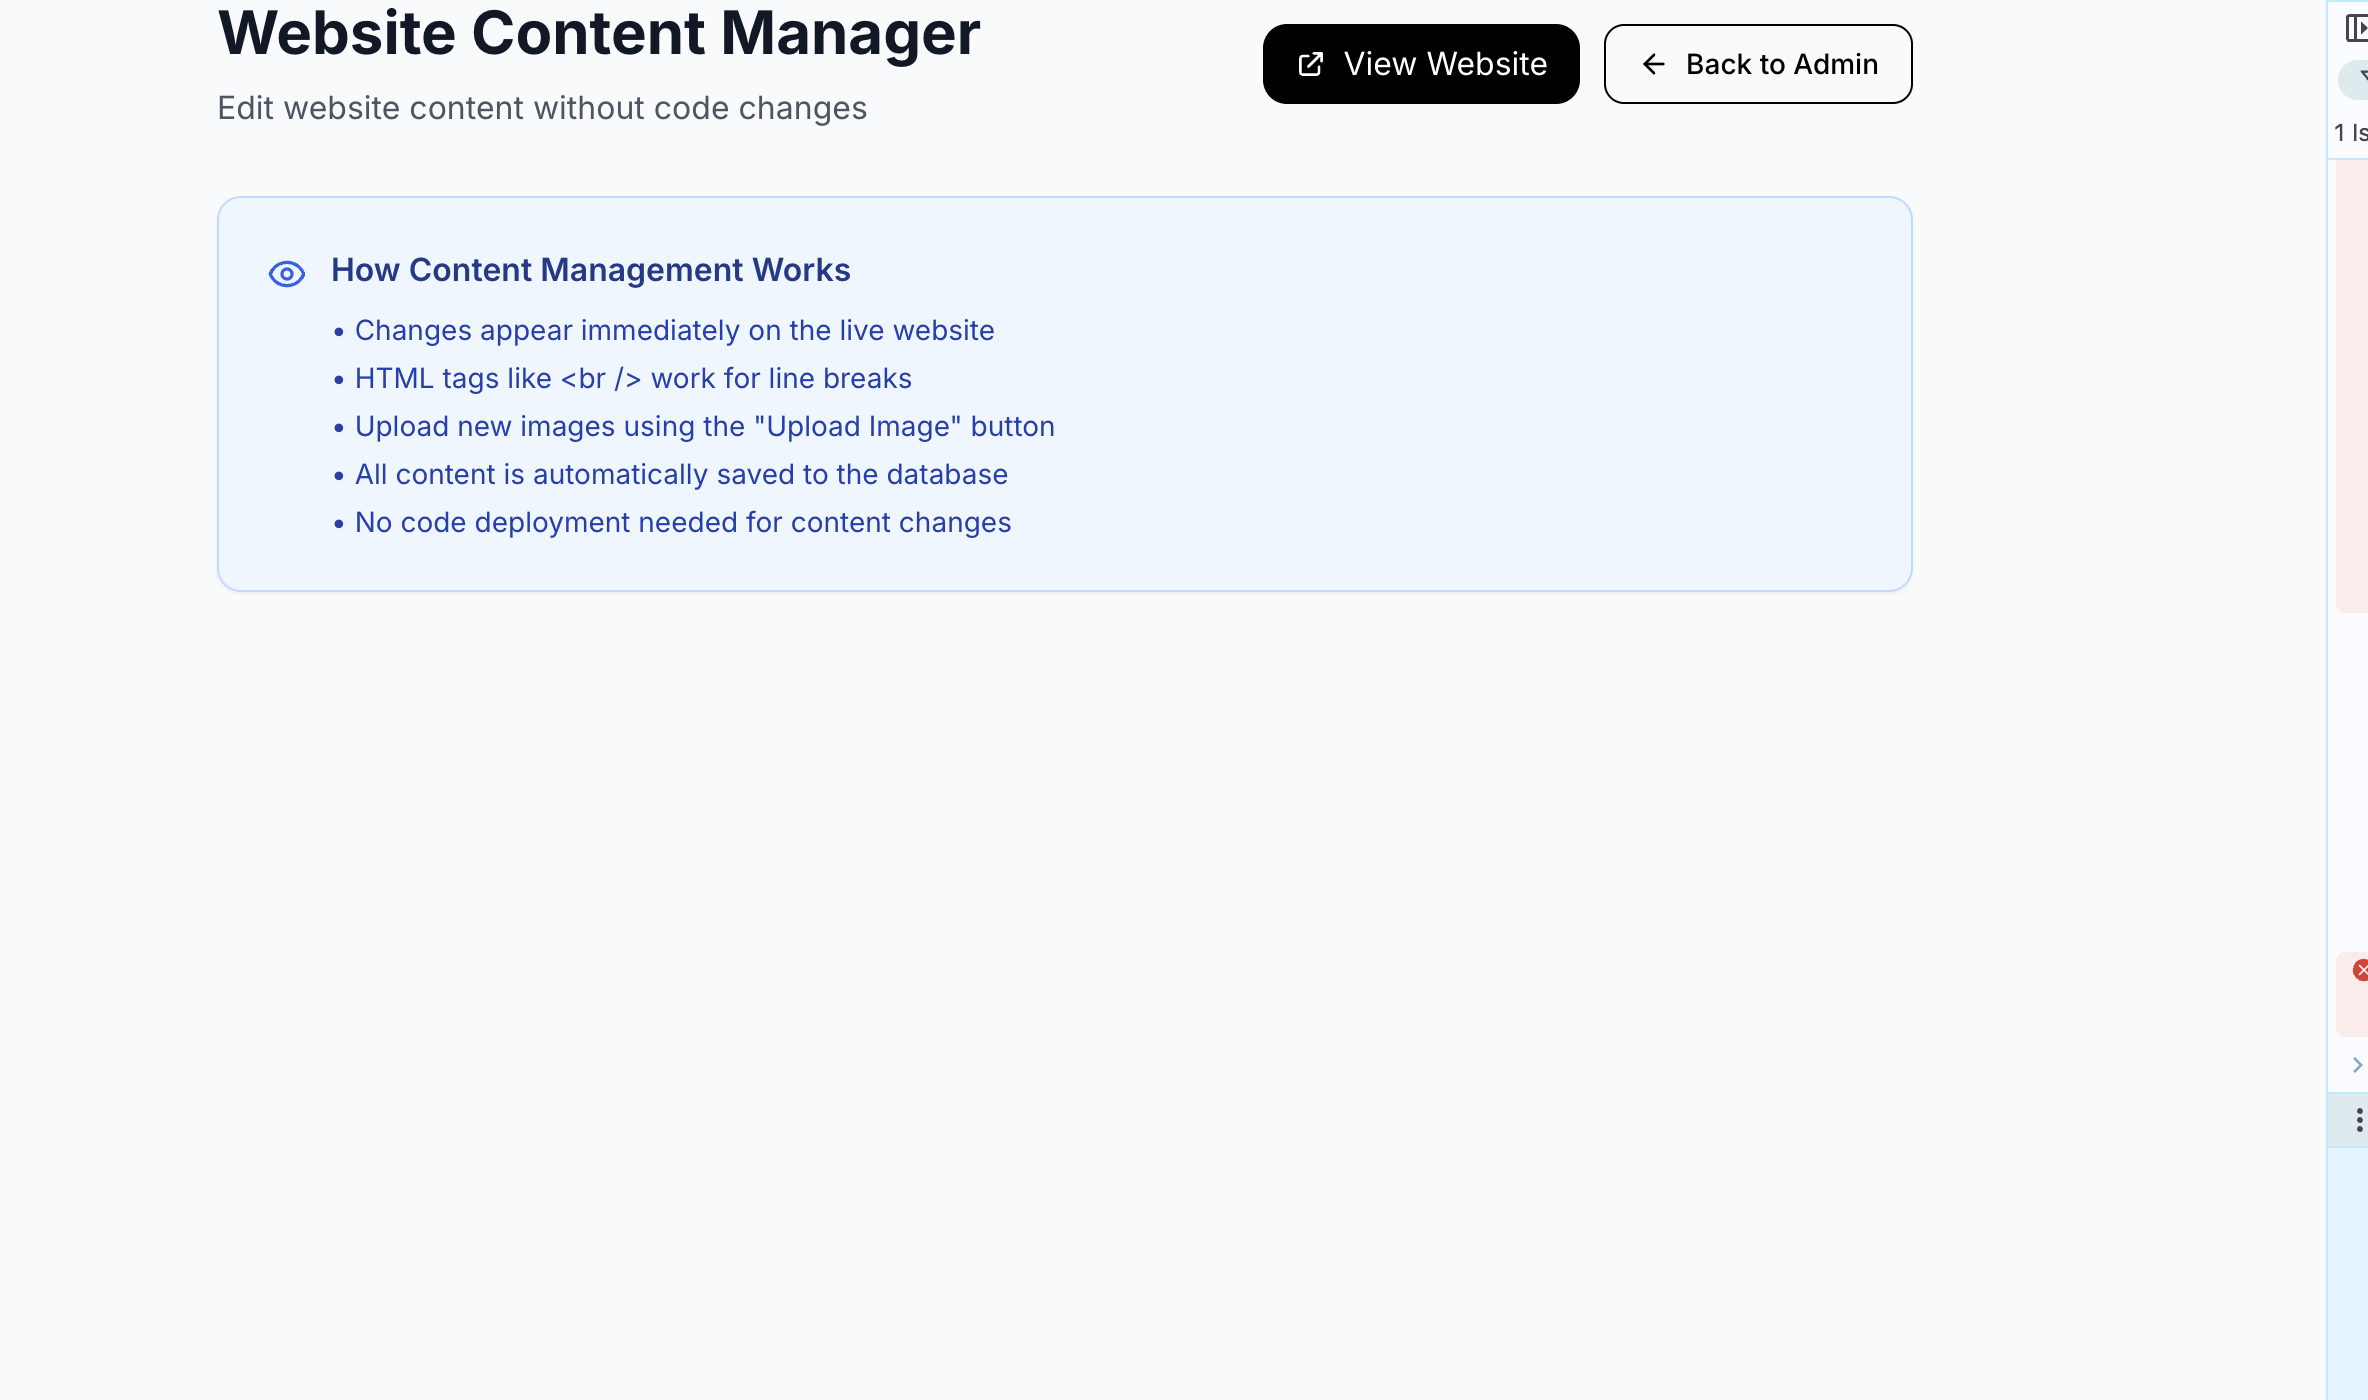 Website Content Manager
Edit website content without code changes
View Website
Back to Admin
How Content Management Works
• Changes appear immediately on the live website
• HTML tags like <br /> work for line breaks
• Upload new images using the "Upload Image" button
• All content is automatically saved to the database
• No code deployment needed for content changes
1